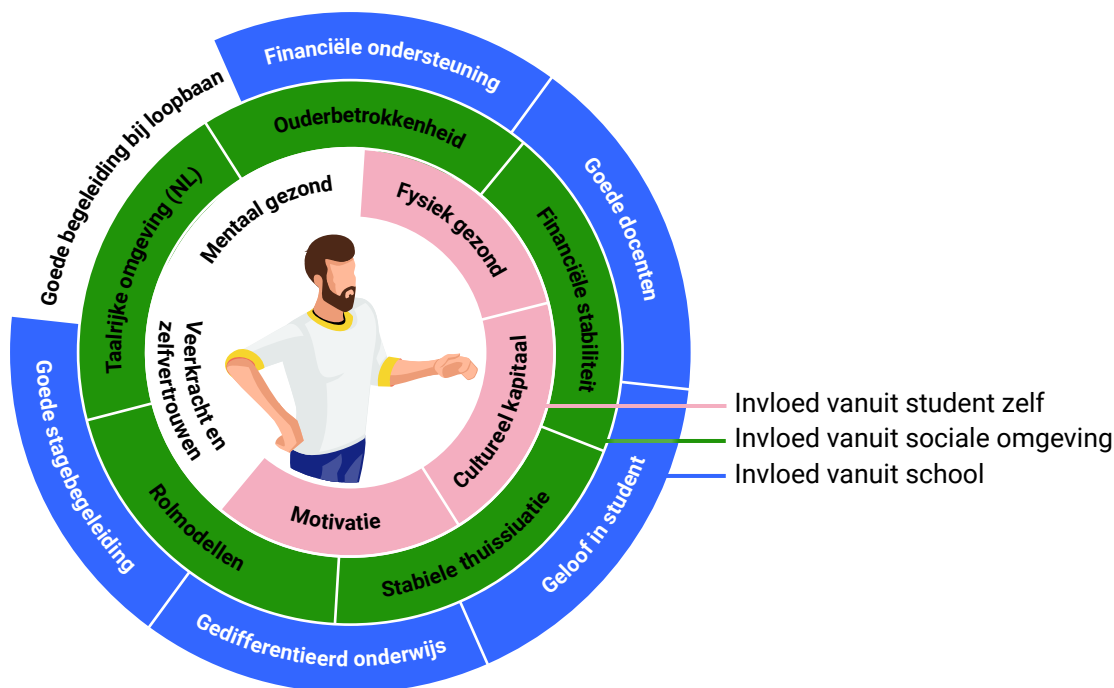 Financiële ondersteuning
Goede docenten
Geloof in student
Gedifferentieerd onderwijs
Goede stagebegeleiding
Goede begeleiding bij loopbaan
Ouderbetrokkenheid
Financiële stabiliteit
Stabiele thuissiuatie
Rolmodellen
Taalrijke omgeving (NL)
Mentaal gezond
Fysiek gezond
Cultureel kapitaal
Motivatie
Veerkracht en
zelfvertrouwen
Invloed vanuit student zelf
Invloed vanuit sociale omgeving
Invloed vanuit school